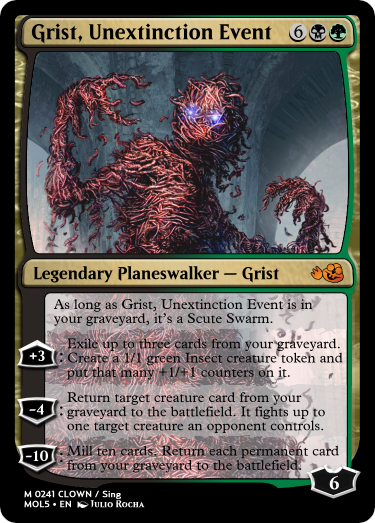 Grist, Unextinction Event 6
Legendary Planeswalker — Grist
As long as Grist, Unextinction Event is in
your graveyard, it's a Scute Swarm.
+3: Exile up to three cards from your graveyard.
Create a 1/1 green Insect creature token and
put that many +1/+1 counters on it.
-4: Return target creature card from your
graveyard to the battlefield. It fights up to
one target creature an opponent controls.
-10: Mill ten cards. Return each permanent card
from your graveyard to the battlefield.
6
M 0241 CLOWN / Sing
MOL5 • EN Julio Rocha